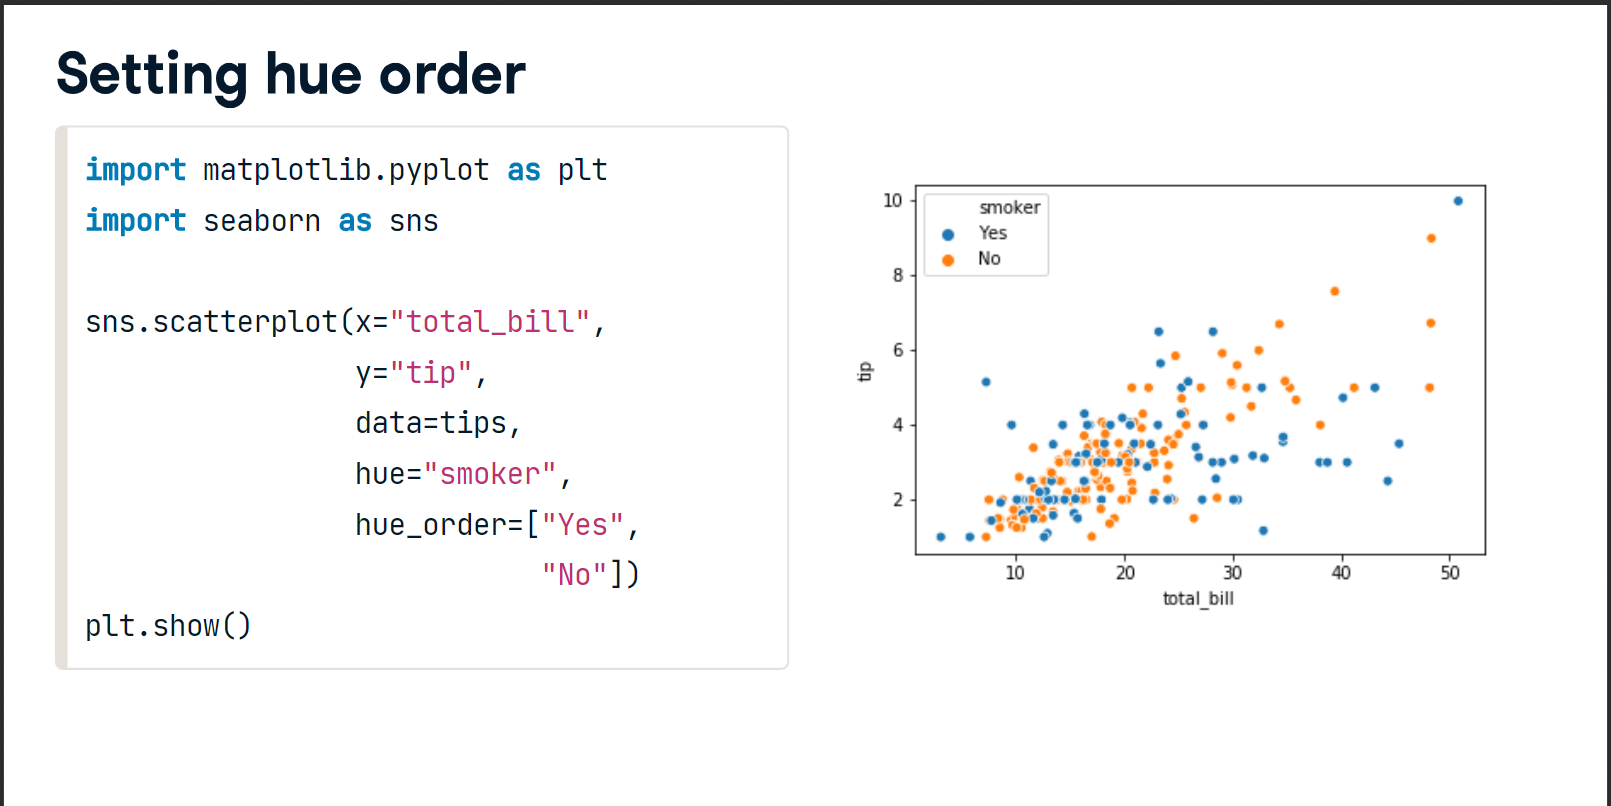 Setting hue order
import matplotlib.pyplot as plt
import seaborn as sns
sns.scatterplot(x="total_bill",
y="tip",
data=tips,
hue="smoker",
hue_order=["Yes",
"No"])
plt.show()
smoker
Yes
No
10
8
6
4
2
tip
10 20 30 40 50
total_bill